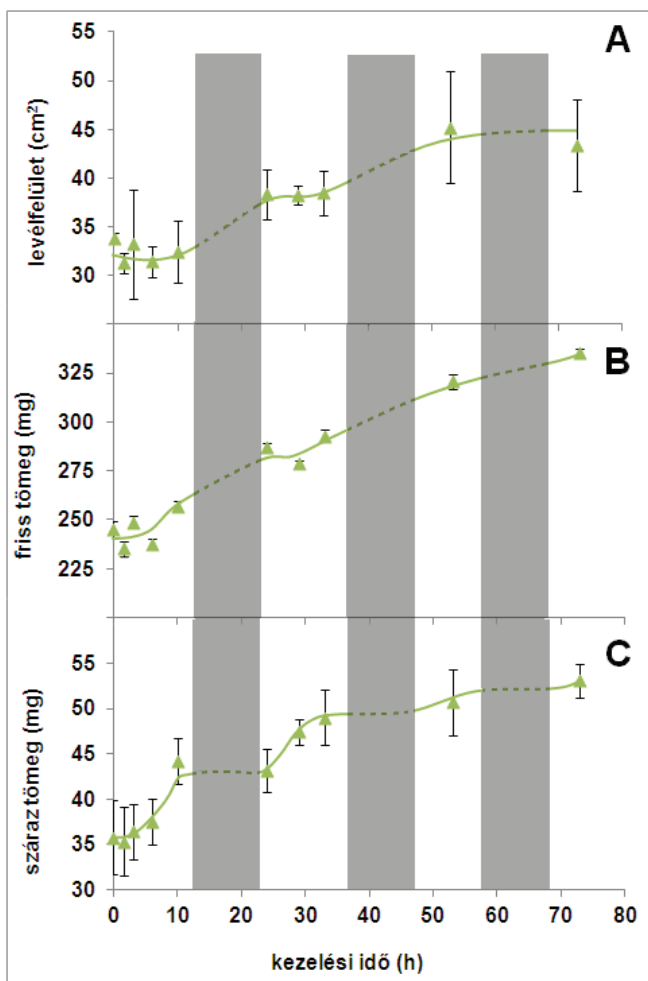 A
levélfelület (cm²)
55
50
45
40
35
30
B
friss tömeg (mg)
325
300
275
250
225
C
száraztömeg (mg)
55
50
45
40
35
30
0 10 20 30 40 50 60 70 80
kezelési idő (h)